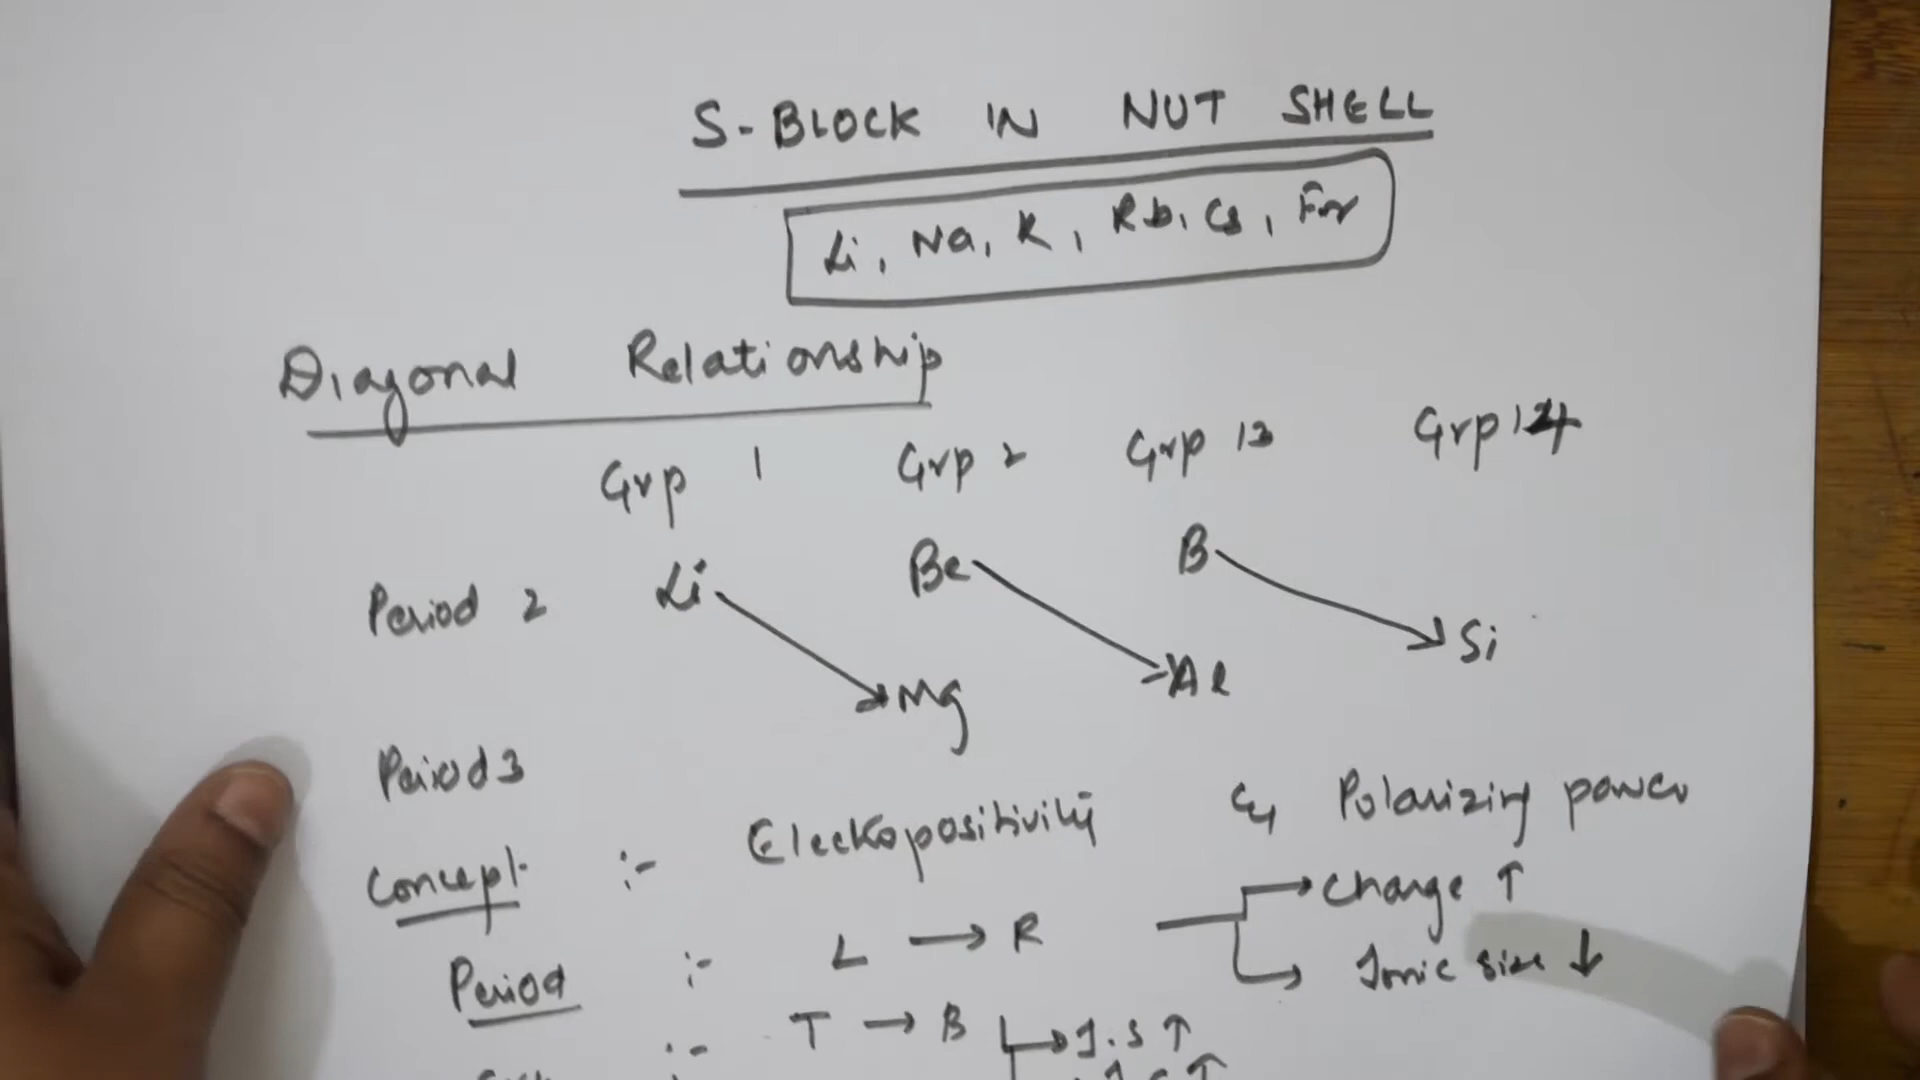 S-BLOCK IN NUT SHELL
Li, Na, K, Rb, Cs, Fr
Diagonal Relationship
Grp 1 Grp 2 Grp 13 Grp 14
Period 2 Li Be B
Mg Al Si
Period 3
Concept :- Electropositivity & Polarizing power
Period :- L → R → Charge ↑
→ Ionic size ↓
:- T → B → I.S ↑